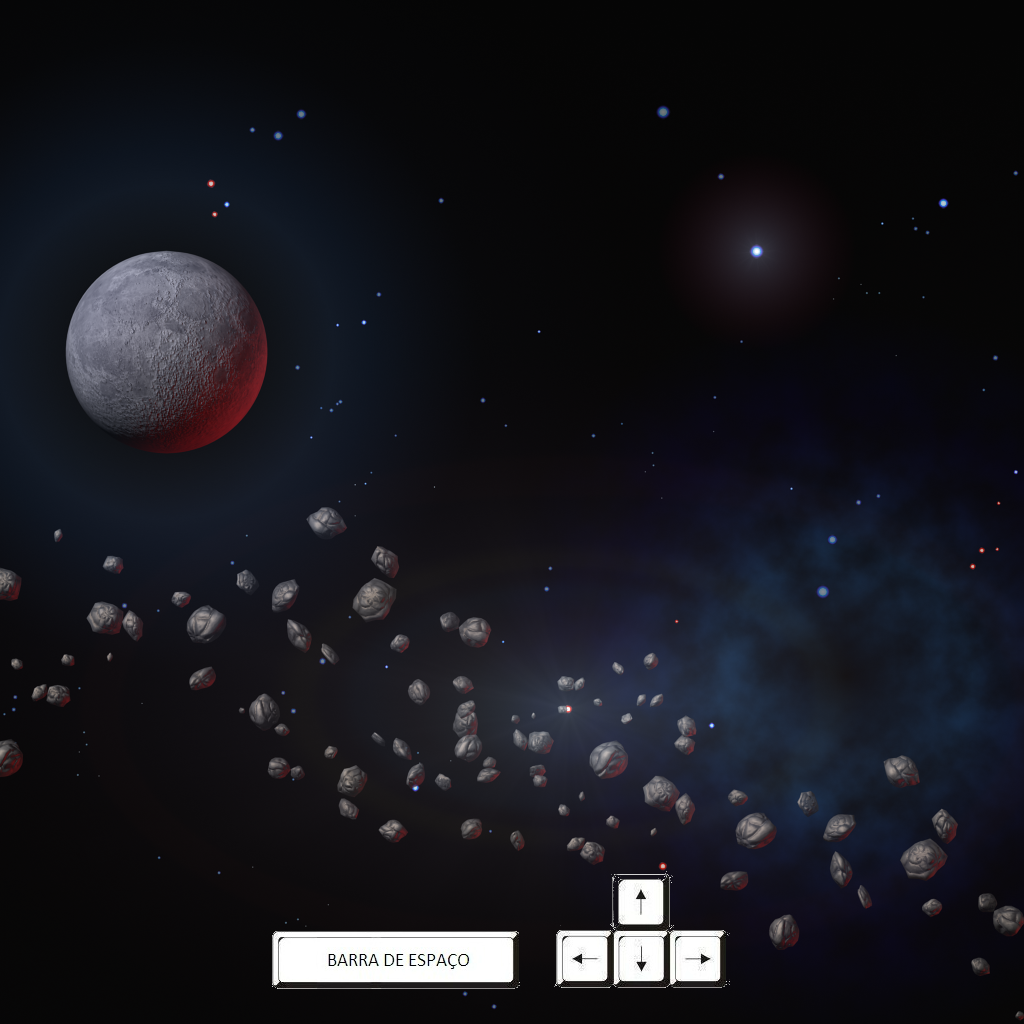 ↑
BARRA DE ESPAÇO ← ↓ →